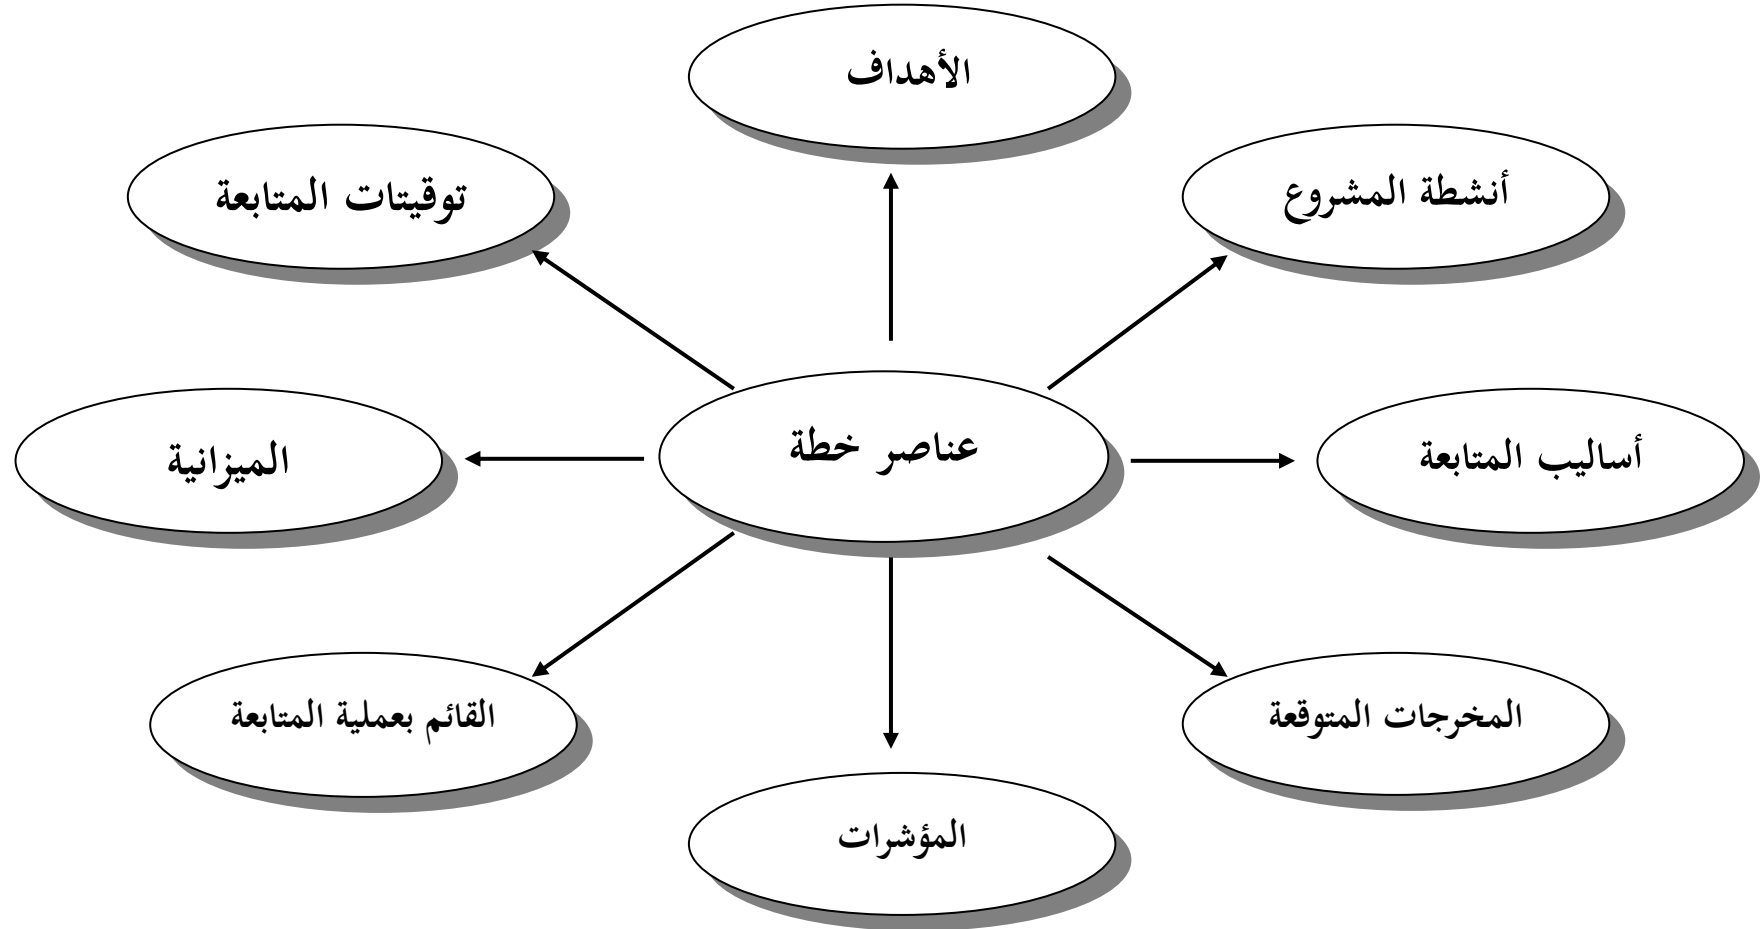 الأهداف
أنشطة المشروع
توقيتات المتابعة
عناصر خطة
أساليب المتابعة
الميزانية
المخرجات المتوقعة
القائم بعملية المتابعة
المؤشرات